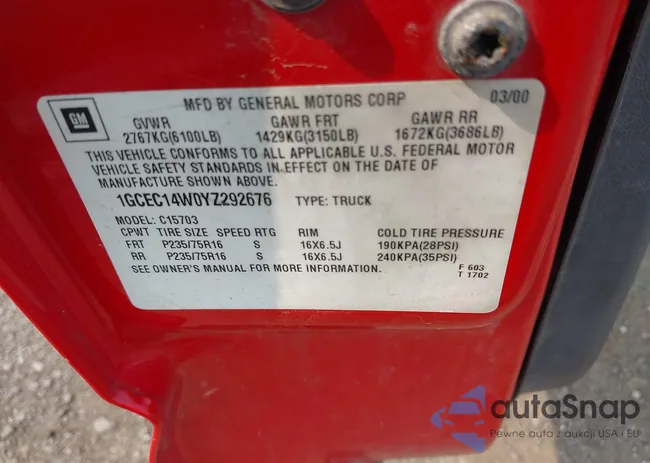 MFD BY GENERAL MOTORS CORP 03/00
GM
GVWR GAWR FRT GAWR RR
2767KG(6100LB) 1429KG(3150LB) 1672KG(3686LB)
THIS VEHICLE CONFORMS TO ALL APPLICABLE U.S. FEDERAL MOTOR
VEHICLE SAFETY STANDARDS IN EFFECT ON THE DATE OF
MANUFACTURE SHOWN ABOVE.
1GCEC14W0YZ292676 TYPE: TRUCK
MODEL: C15703
CPWT TIRE SIZE SPEED RTG RIM COLD TIRE PRESSURE
FRT P235/75R16 S 16X6.5J 190KPA(28PSI)
RR P235/75R16 S 16X6.5J 240KPA(35PSI)
SEE OWNER'S MANUAL FOR MORE INFORMATION.
F 603
T 1702
autaSnap
Pewne auta z aukcji USA i EU